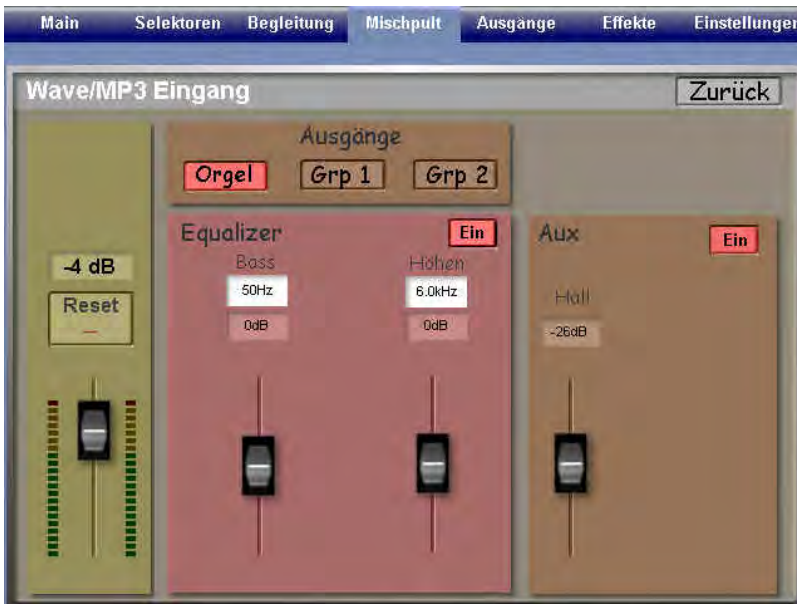 Main Selektoren Begleitung Mischpult Ausgänge Effekte Einstellungen
Wave/MP3 Eingang Zurück
Ausgänge
Orgel Grp 1 Grp 2
Equalizer Ein Aux Ein
-4 dB Bass Höhen
Reset 50Hz 6.0kHz Hall
0dB 0dB -26dB